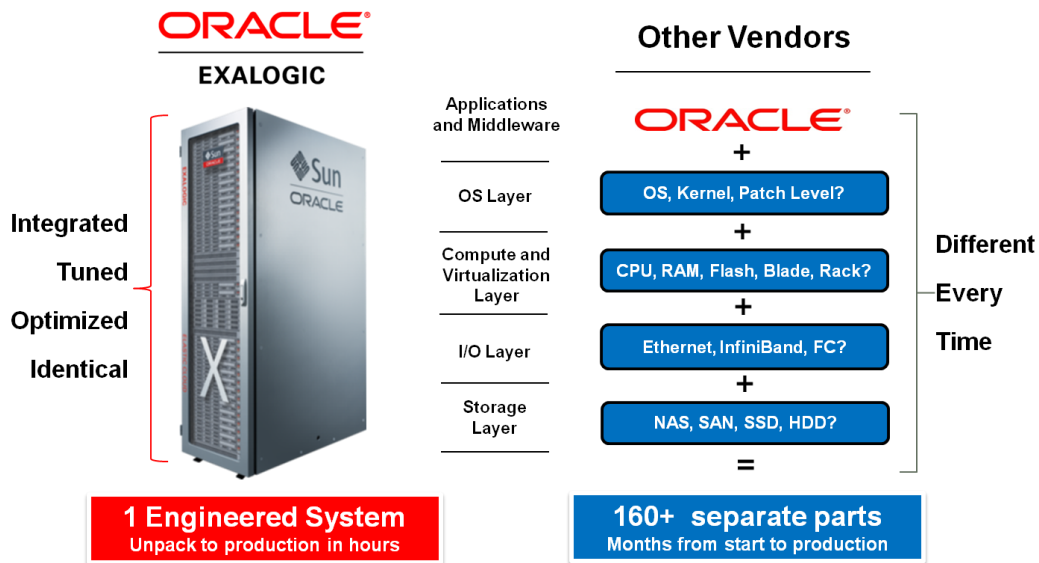 ORACLE®
EXALOGIC
Integrated
Tuned
Optimized
Identical
Sun
ORACLE
EXALOGIC
Sun
ORACLE
X
1 Engineered System
Unpack to production in hours
Applications
and Middleware
OS Layer
Compute and
Virtualization
Layer
I/O Layer
Storage
Layer
Other Vendors
ORACLE®
+
OS, Kernel, Patch Level?
+
CPU, RAM, Flash, Blade, Rack?
+
Ethernet, InfiniBand, FC?
+
NAS, SAN, SSD, HDD?
=
160+ separate parts
Months from start to production
Different
Every
Time